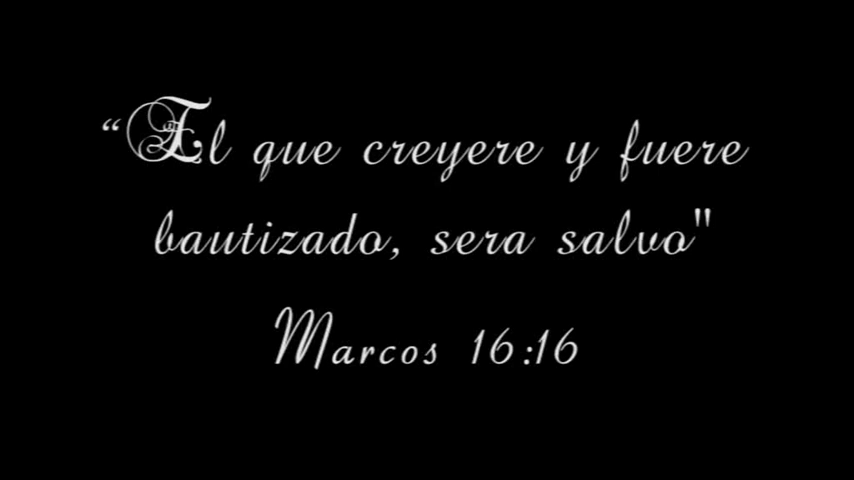 “El que creyere y fuere
bautizado, sera salvo"
Marcos 16:16